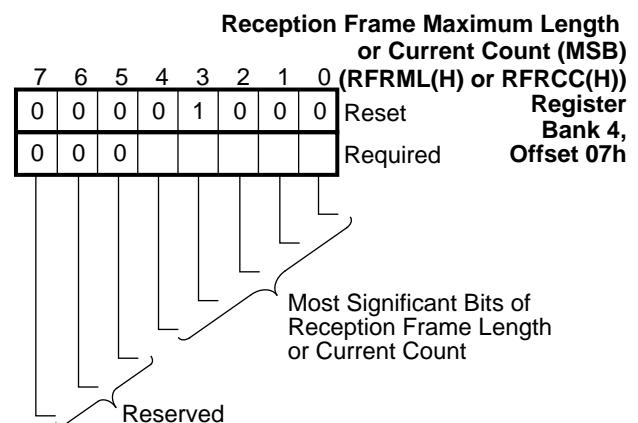 Reception Frame Maximum Length
or Current Count (MSB)
7 6 5 4 3 2 1 0 (RFRML(H) or RFRCC(H))
0 0 0 0 1 0 0 0 Reset Register
Bank 4,
0 0 0 Required Offset 07h
Most Significant Bits of
Reception Frame Length
or Current Count
Reserved